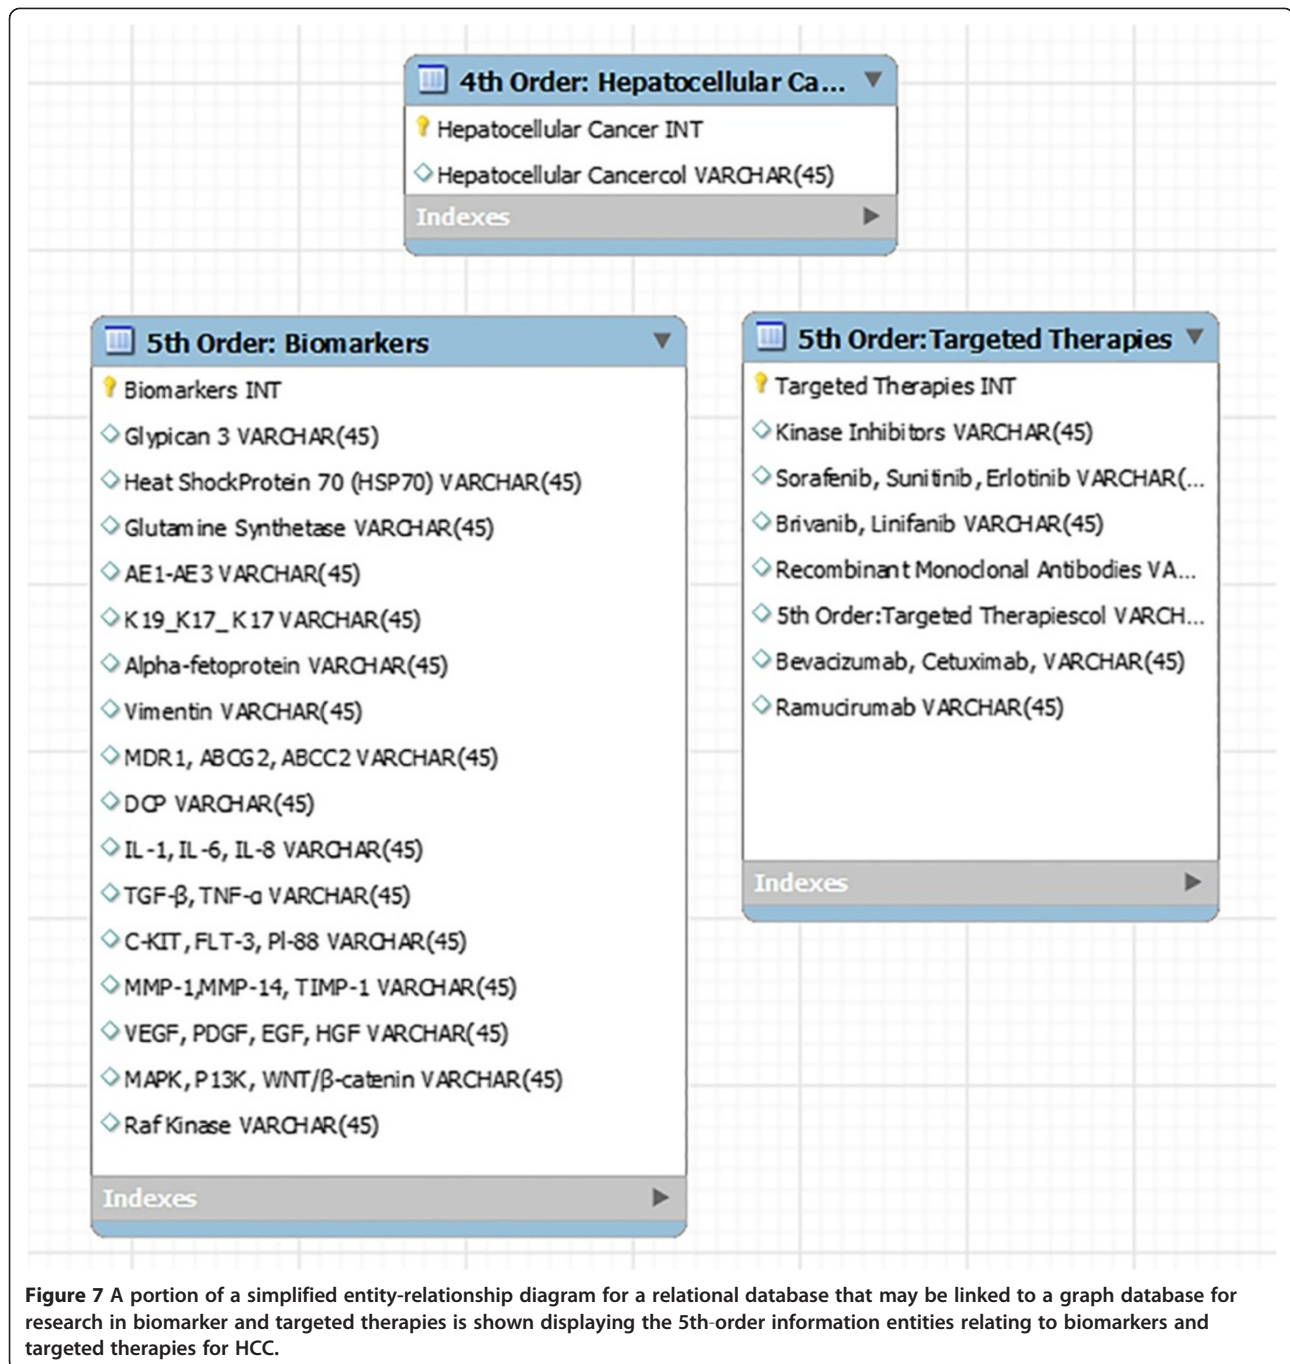 4th Order: Hepatocellular Ca...
Hepatocellular Cancer INT
Hepatocellular Cancercol VARCHAR(45)
Indexes
5th Order: Biomarkers
Biomarkers INT
Glypican 3 VARCHAR(45)
Heat ShockProtein 70 (HSP70) VARCHAR(45)
Glutamine Synthetase VARCHAR(45)
AE1-AE3 VARCHAR(45)
K19_K17_ K17 VARCHAR(45)
Alpha-fetoprotein VARCHAR(45)
Vimentin VARCHAR(45)
MDR1, ABCG2, ABCC2 VARCHAR(45)
DCP VARCHAR(45)
IL-1, IL-6, IL-8 VARCHAR(45)
TGF-β, TNF-α VARCHAR(45)
C-KIT, FLT-3, Pl-88 VARCHAR(45)
MMP-1,MMP-14, TIMP-1 VARCHAR(45)
VEGF, PDGF, EGF, HGF VARCHAR(45)
MAPK, P13K, WNT/β-catenin VARCHAR(45)
Raf Kinase VARCHAR(45)
Indexes
5th Order:Targeted Therapies
Targeted Therapies INT
Kinase Inhibitors VARCHAR(45)
Sorafenib, Sunitinib, Erlotinib VARCHAR(...
Brivanib, Linifanib VARCHAR(45)
Recombinant Monoclonal Antibodies VA...
5th Order:Targeted Therapiescol VARCH...
Bevacizumab, Cetuximab, VARCHAR(45)
Ramucirumab VARCHAR(45)
Indexes
Figure 7 A portion of a simplified entity-relationship diagram for a relational database that may be linked to a graph database for
research in biomarker and targeted therapies is shown displaying the 5th-order information entities relating to biomarkers and
targeted therapies for HCC.